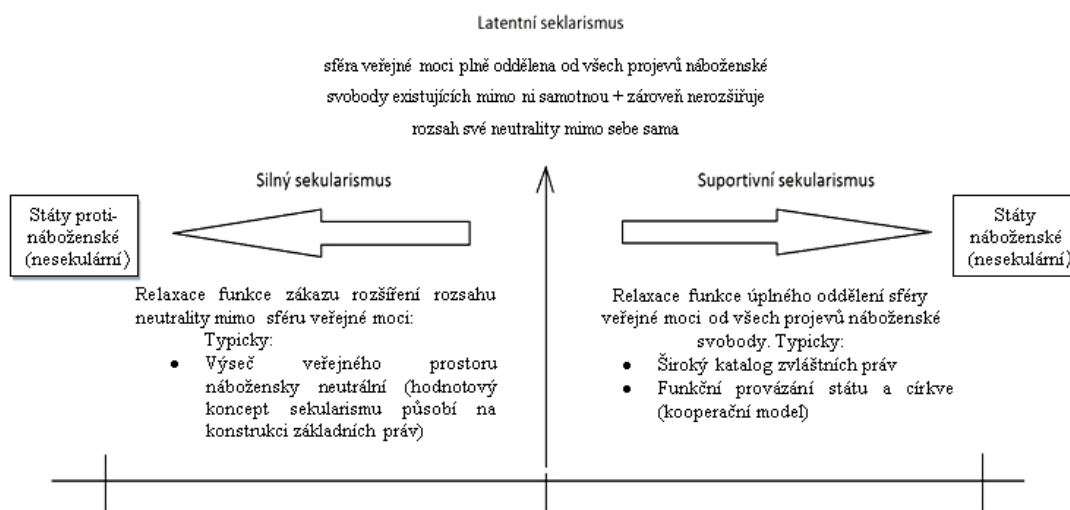 Latentní seklarismus
sféra veřejné moci plně oddělena od všech projevů náboženské
svobody existujících mimo ni samotnou + zároveň nerozšiřuje
rozsah své neutrality mimo sebe sama
Silný sekularismus
Suportivní sekularismus
Státy proti-
náboženské
(nesekulární)
Státy
náboženské
(nesekulární)
Relaxace funkce zákazu rozšíření rozsahu
neutrality mimo sféru veřejné moci:
Typicky:
● Výseč veřejného prostoru
nábožensky neutrální (hodnotový
koncept sekularismu působí na
konstrukci základních práv)
Relaxace funkce úplného oddělení sféry
veřejné moci od všech projevů náboženské
svobody. Typicky:
● Široký katalog zvláštních práv
● Funkční provázání státu a církve
(kooperační model)